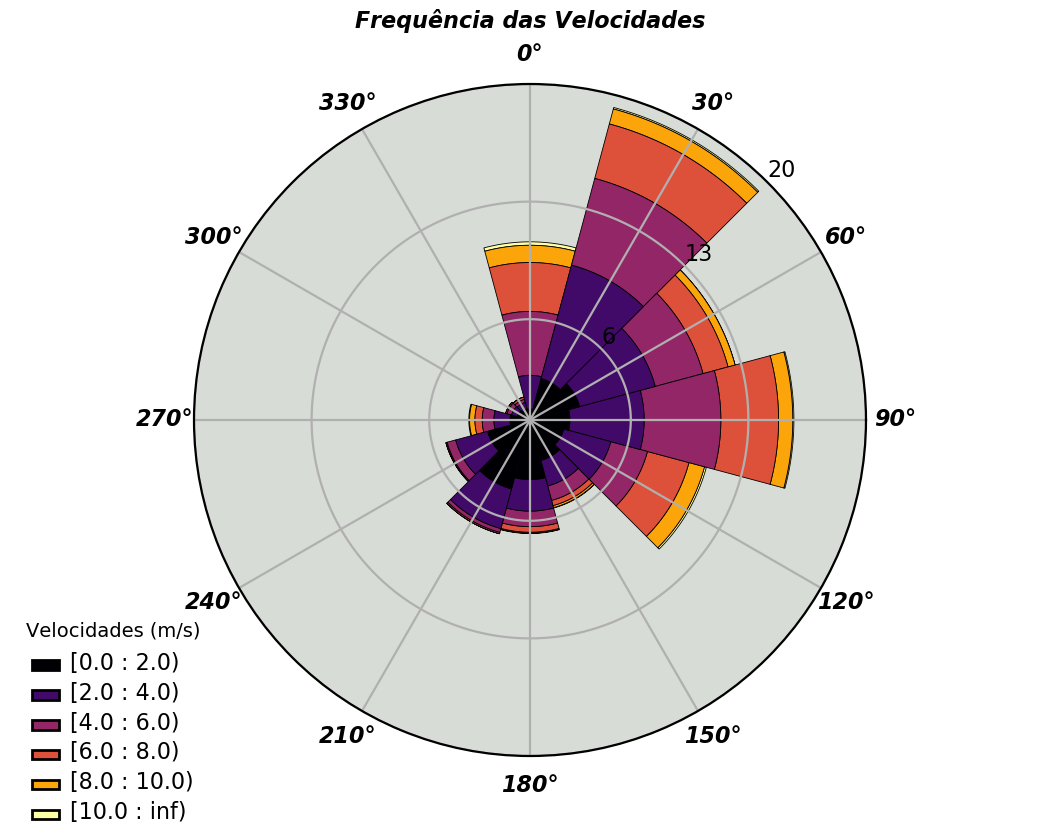 Frequência das Velocidades
0°
330°
30°
20
300°
60°
13
6
270°
90°
240°
120°
Velocidades (m/s)
[0.0 : 2.0)
[2.0 : 4.0)
[4.0 : 6.0)
210°
150°
[6.0 : 8.0)
[8.0 : 10.0)
180°
[10.0 : inf)